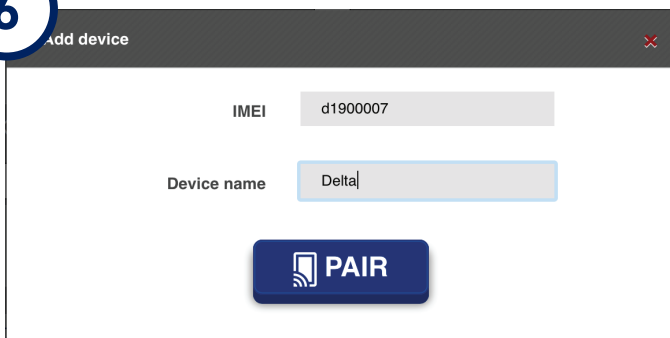 6
Add device
IMEI
d1900007
Device name
Delta
PAIR